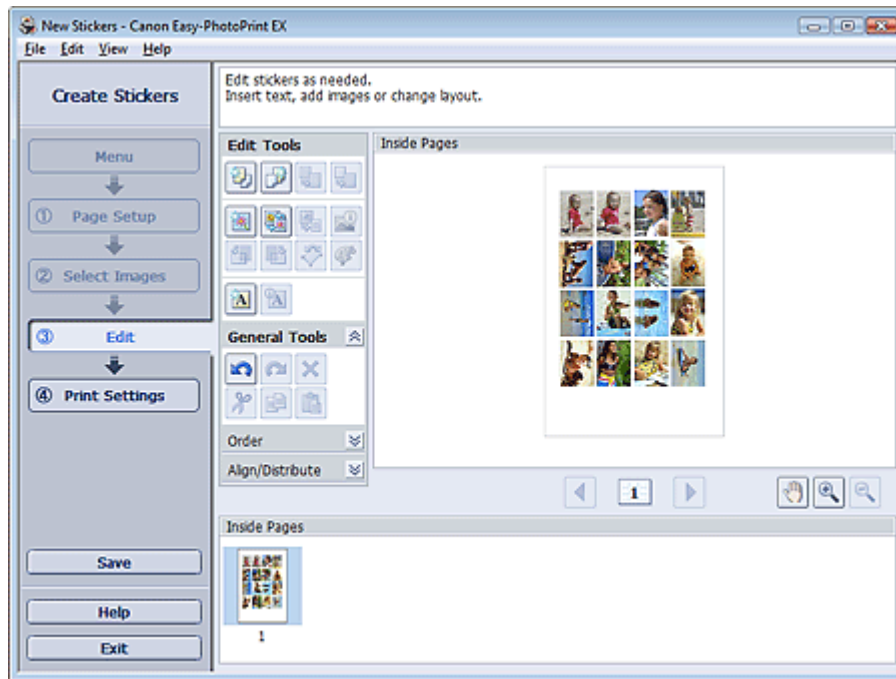 New Stickers - Canon Easy-PhotoPrint EX
File Edit View Help
Create Stickers
Menu
① Page Setup
② Select Images
③ Edit
④ Print Settings
Save
Help
Exit
Edit stickers as needed.
Insert text, add images or change layout.
Edit Tools
A A
General Tools
Order
Align/Distribute
Inside Pages
1
Inside Pages
1